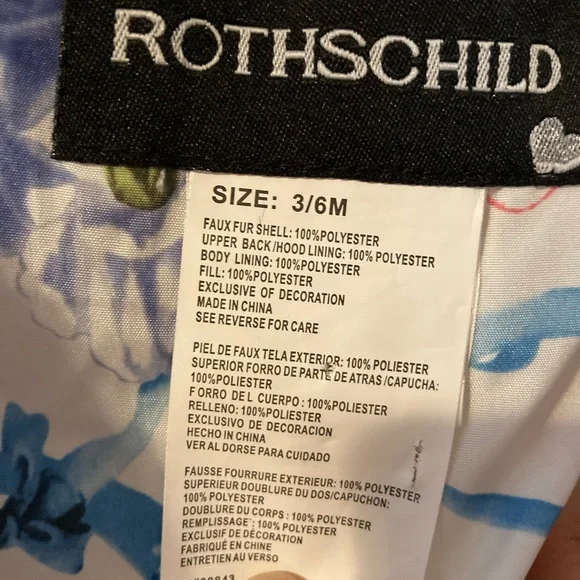 ROTHSCHILD
SIZE: 3/6M
FAUX FUR SHELL: 100%POLYESTER
UPPER BACK /HOOD LINING: 100%POLYESTER
BODY LINING: 100%POLYESTER
FILL: 100%POLYESTER
EXCLUSIVE OF DECORATION
MADE IN CHINA
SEE REVERSE FOR CARE
PIEL DE FAUX TELA EXTERIOR: 100% POLIESTER
SUPERIOR FORRO DE PARTE DE ATRAS /CAPUCHA:
100%POLIESTER
FORRO DEL CUERPO : 100%POLIESTER
RELLENO: 100%POLIESTER
EXCLUSIVO DE DECORACION
HECHO IN CHINA
VER AL DORSE PARA CUIDADO
FAUSSE FOURRURE EXTERIEUR: 100% POLYESTER
SUPERIEUR DOUBLURE DU DOS/CAPUCHON:
100% POLYESTER
DOUBLURE DU CORPS : 100% POLYESTER
REMPLISSAGE : 100% POLYESTER
EXCLUSIF DE DÉCORATION
FABRIQUÉ EN CHINE
ENTRETIEN AU VERSO